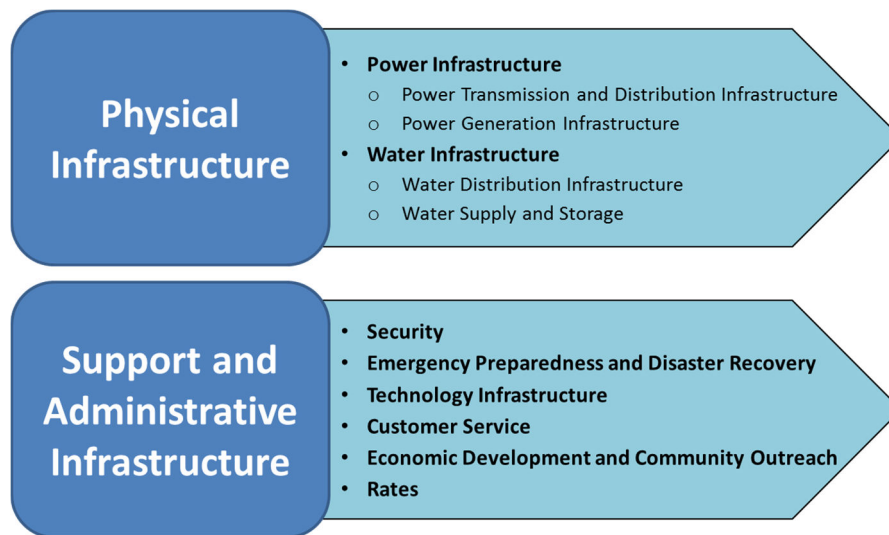 Physical
Infrastructure
• Power Infrastructure
o Power Transmission and Distribution Infrastructure
o Power Generation Infrastructure
• Water Infrastructure
o Water Distribution Infrastructure
o Water Supply and Storage
Support and
Administrative
Infrastructure
• Security
• Emergency Preparedness and Disaster Recovery
• Technology Infrastructure
• Customer Service
• Economic Development and Community Outreach
• Rates